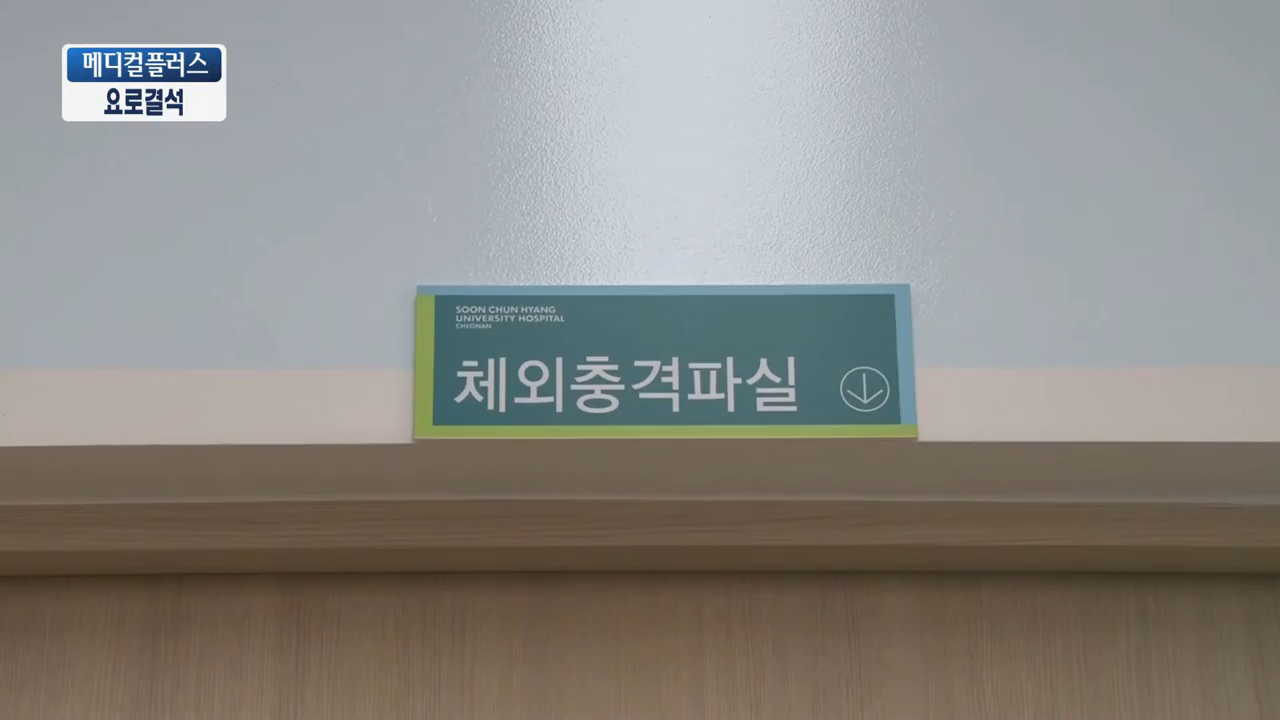 메디컬플러스
요로결석
SOON CHUN HYANG
UNIVERSITY HOSPITAL
CHEONAN
체외충격파실